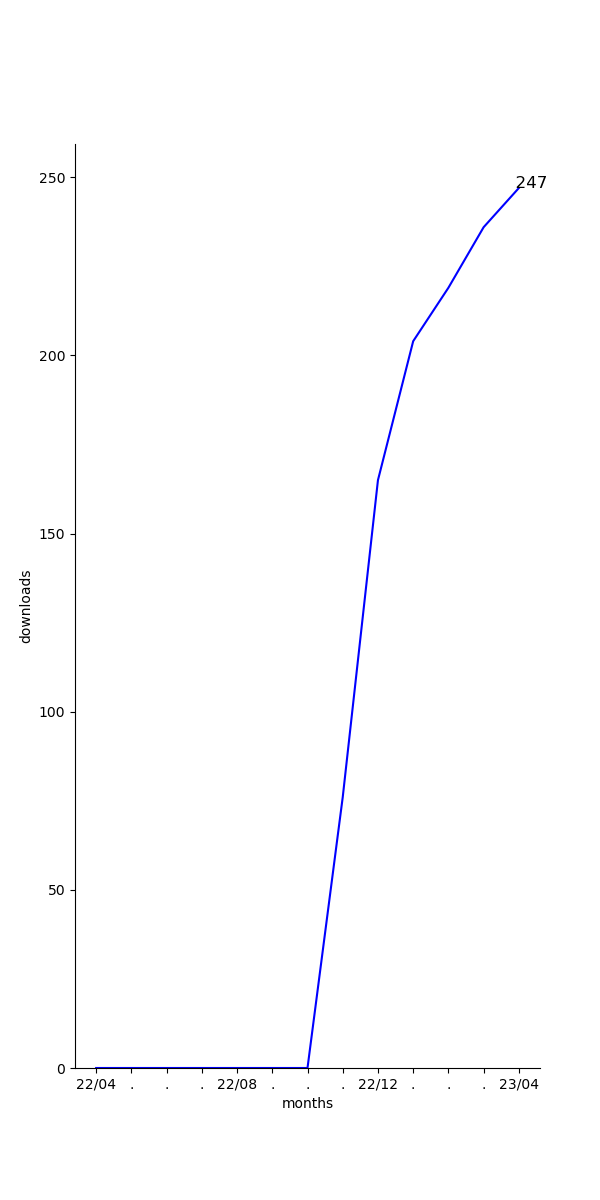 247
250
200
150
100
50
0
downloads
22/04 . . . 22/08 . . . 22/12 . . . 23/04
months